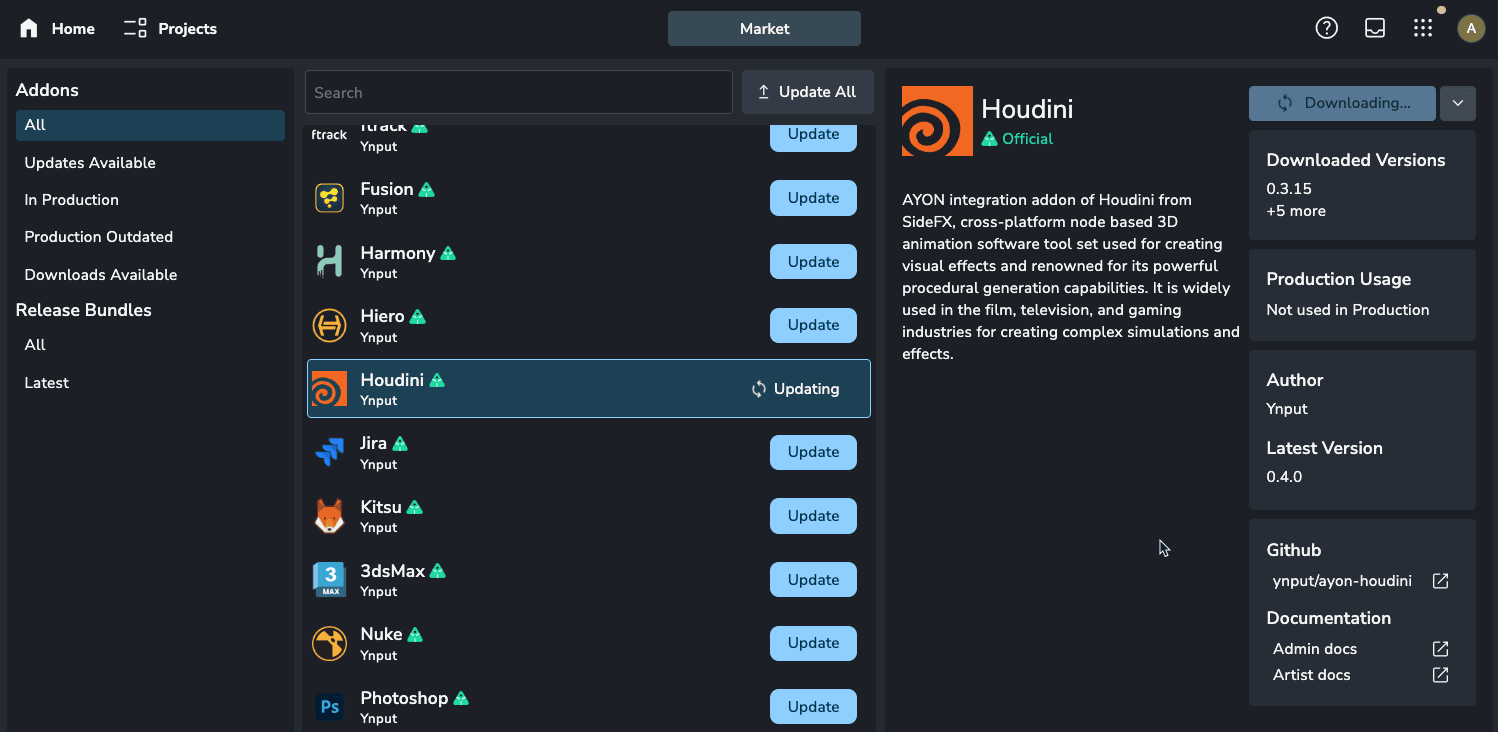 Home
Projects
Market
A
Addons
All
Updates Available
In Production
Production Outdated
Downloads Available
Release Bundles
All
Latest
Search
Update All
ftrack
ftrack
Ynput
Update
Fusion
Ynput
Update
Harmony
Ynput
Update
Hiero
Ynput
Update
Houdini
Ynput
Updating
Jira
Ynput
Update
Kitsu
Ynput
Update
3
MAX
3dsMax
Ynput
Update
Nuke
Ynput
Update
Ps
Photoshop
Ynput
Update
Houdini
Official
AYON integration addon of Houdini from
SideFX, cross-platform node based 3D
animation software tool set used for creating
visual effects and renowned for its powerful
procedural generation capabilities. It is widely
used in the film, television, and gaming
industries for creating complex simulations and
effects.
Downloading...
Downloaded Versions
0.3.15
+5 more
Production Usage
Not used in Production
Author
Ynput
Latest Version
0.4.0
Github
ynput/ayon-houdini
Documentation
Admin docs
Artist docs